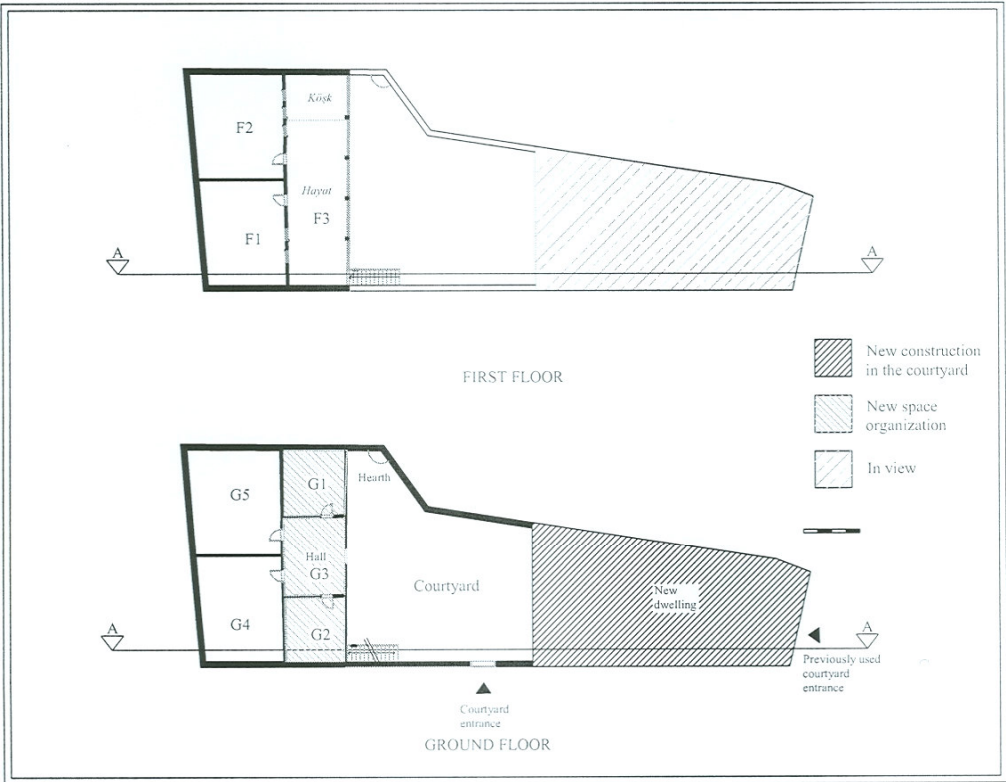 Köşk
F2
Hayat
F3
F1
A
A
FIRST FLOOR
New construction
in the courtyard
New space
organization
In view
G1
Hearth
G5
Hall
G3
Courtyard
New
dwelling
G4
G2
A
A
Previously used
courtyard
entrance
Courtyard
entrance
GROUND FLOOR